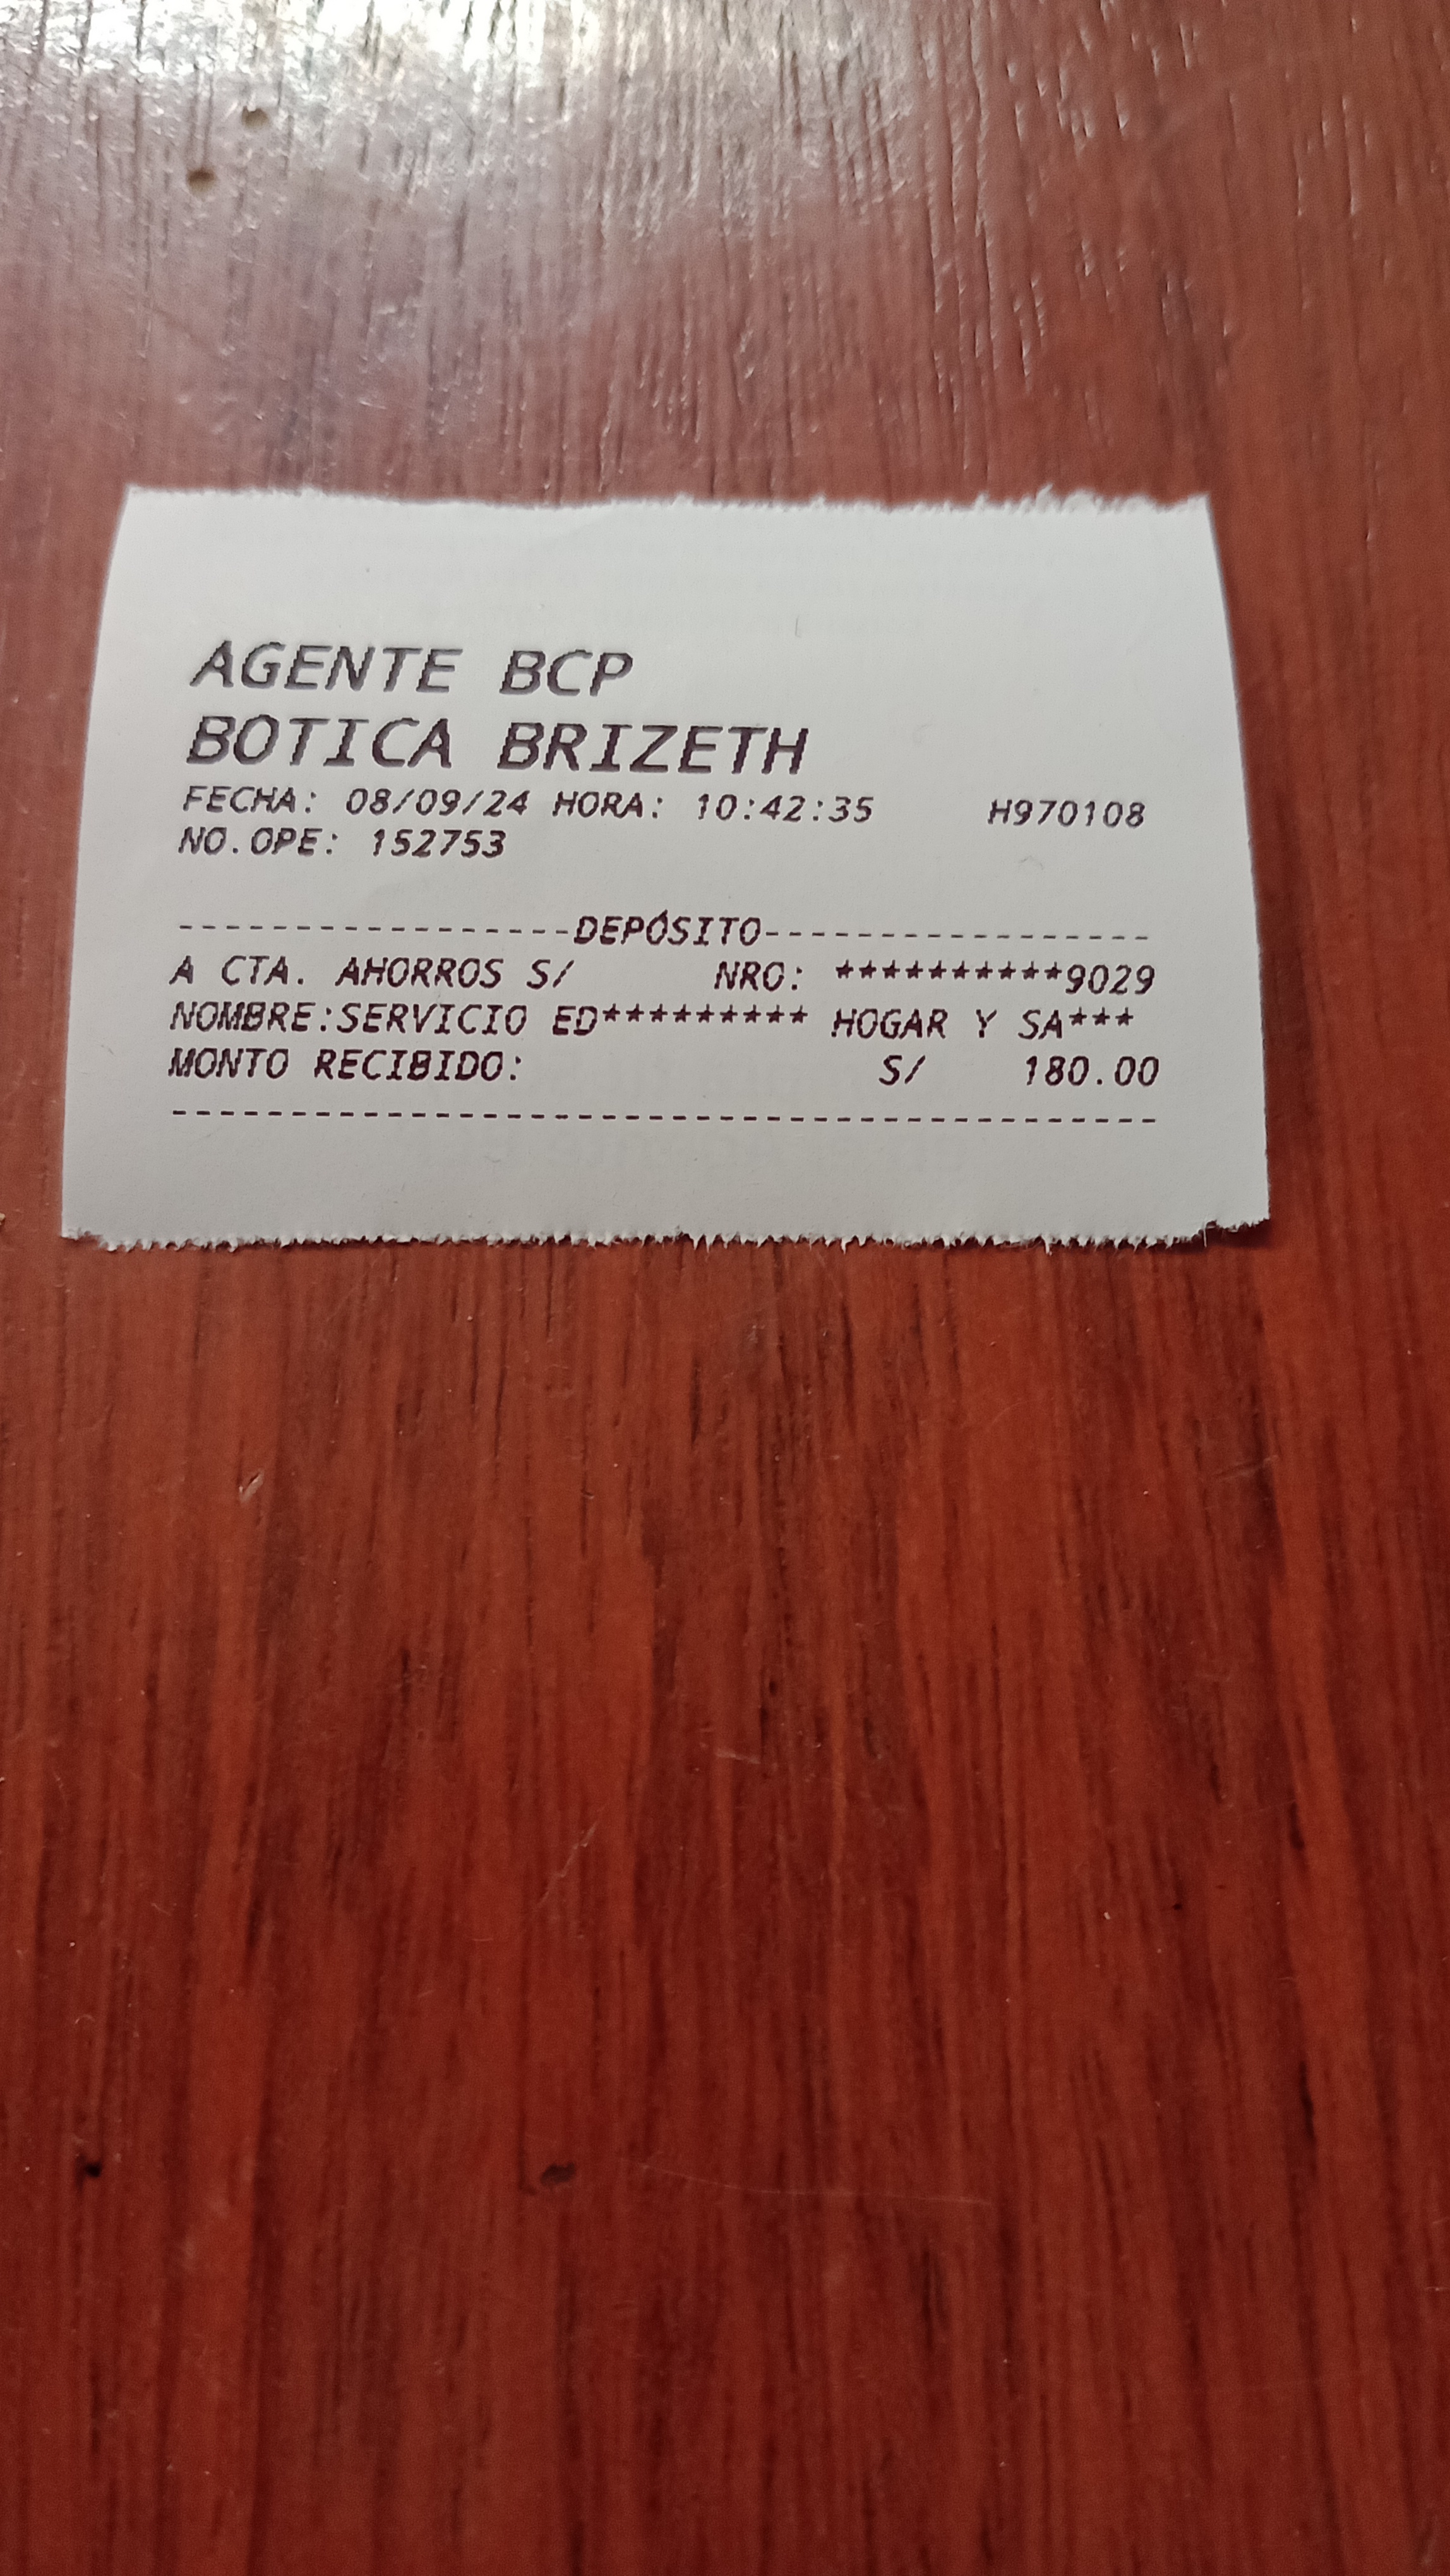 AGENTE BCP
BOTICA BRIZETH
FECHA: 08/09/24 HORA: 10:42:35 H970108
NO.OPE: 152753
-----------------DEPÓSITO-----------------
A CTA. AHORROS S/ NRO: **********9029
NOMBRE:SERVICIO ED********* HOGAR Y SA***
MONTO RECIBIDO: S/ 180.00
------------------------------------------